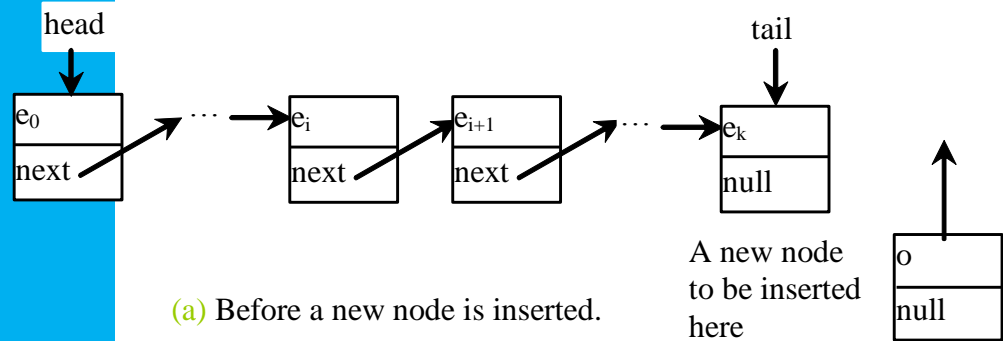 head
tail
e0
...
ei
ei+1
...
ek
next
next
next
null
A new node
to be inserted
here
o
null
(a) Before a new node is inserted.